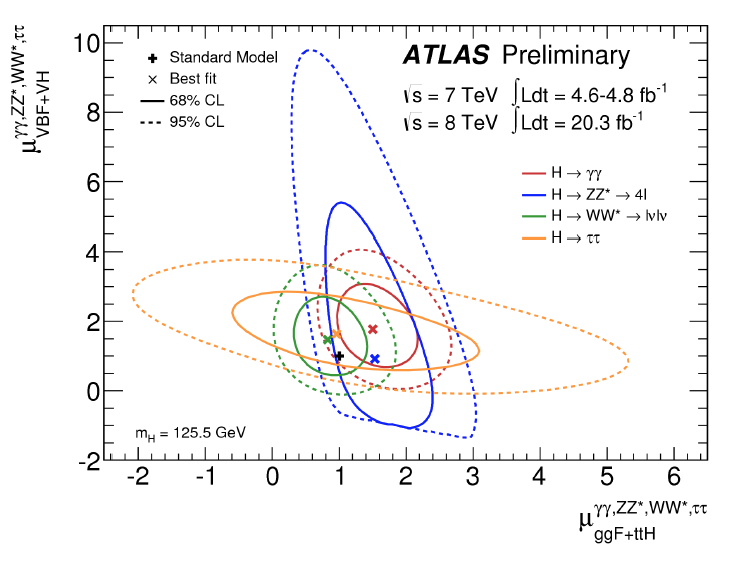 μ^{γγ,ZZ*,WW*,ττ}_{VBF+VH}
10
8
6
4
2
0
-2
-2 -1 0 1 2 3 4 5 6
Standard Model
Best fit
68% CL
95% CL
ATLAS Preliminary
√s = 7 TeV ∫Ldt = 4.6-4.8 fb⁻¹
√s = 8 TeV ∫Ldt = 20.3 fb⁻¹
H → γγ
H → ZZ* → 4l
H → WW* → lνlν
H → ττ
m_H = 125.5 GeV
μ^{γγ,ZZ*,WW*,ττ}_{ggF+ttH}